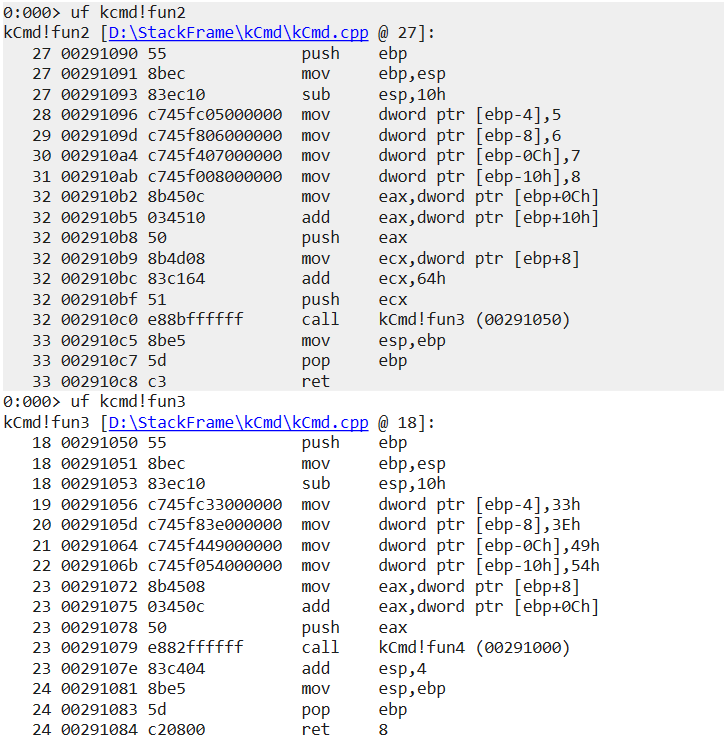 0:000> uf kcmd!fun2
kCmd!fun2 [D:\StackFrame\kCmd\kCmd.cpp @ 27]:
27 00291090 55 push ebp
27 00291091 8bec mov ebp,esp
27 00291093 83ec10 sub esp,10h
28 00291096 c745fc05000000 mov dword ptr [ebp-4],5
29 0029109d c745f806000000 mov dword ptr [ebp-8],6
30 002910a4 c745f407000000 mov dword ptr [ebp-0Ch],7
31 002910ab c745f008000000 mov dword ptr [ebp-10h],8
32 002910b2 8b450c mov eax,dword ptr [ebp+0Ch]
32 002910b5 034510 add eax,dword ptr [ebp+10h]
32 002910b8 50 push eax
32 002910b9 8b4d08 mov ecx,dword ptr [ebp+8]
32 002910bc 83c164 add ecx,64h
32 002910bf 51 push ecx
32 002910c0 e88bffffff call kCmd!fun3 (00291050)
33 002910c5 8be5 mov esp,ebp
33 002910c7 5d pop ebp
33 002910c8 c3 ret
0:000> uf kcmd!fun3
kCmd!fun3 [D:\StackFrame\kCmd\kCmd.cpp @ 18]:
18 00291050 55 push ebp
18 00291051 8bec mov ebp,esp
18 00291053 83ec10 sub esp,10h
19 00291056 c745fc33000000 mov dword ptr [ebp-4],33h
20 0029105d c745f83e000000 mov dword ptr [ebp-8],3Eh
21 00291064 c745f449000000 mov dword ptr [ebp-0Ch],49h
22 0029106b c745f054000000 mov dword ptr [ebp-10h],54h
23 00291072 8b4508 mov eax,dword ptr [ebp+8]
23 00291075 03450c add eax,dword ptr [ebp+0Ch]
23 00291078 50 push eax
23 00291079 e882ffffff call kCmd!fun4 (00291000)
23 0029107e 83c404 add esp,4
24 00291081 8be5 mov esp,ebp
24 00291083 5d pop ebp
24 00291084 c20800 ret 8